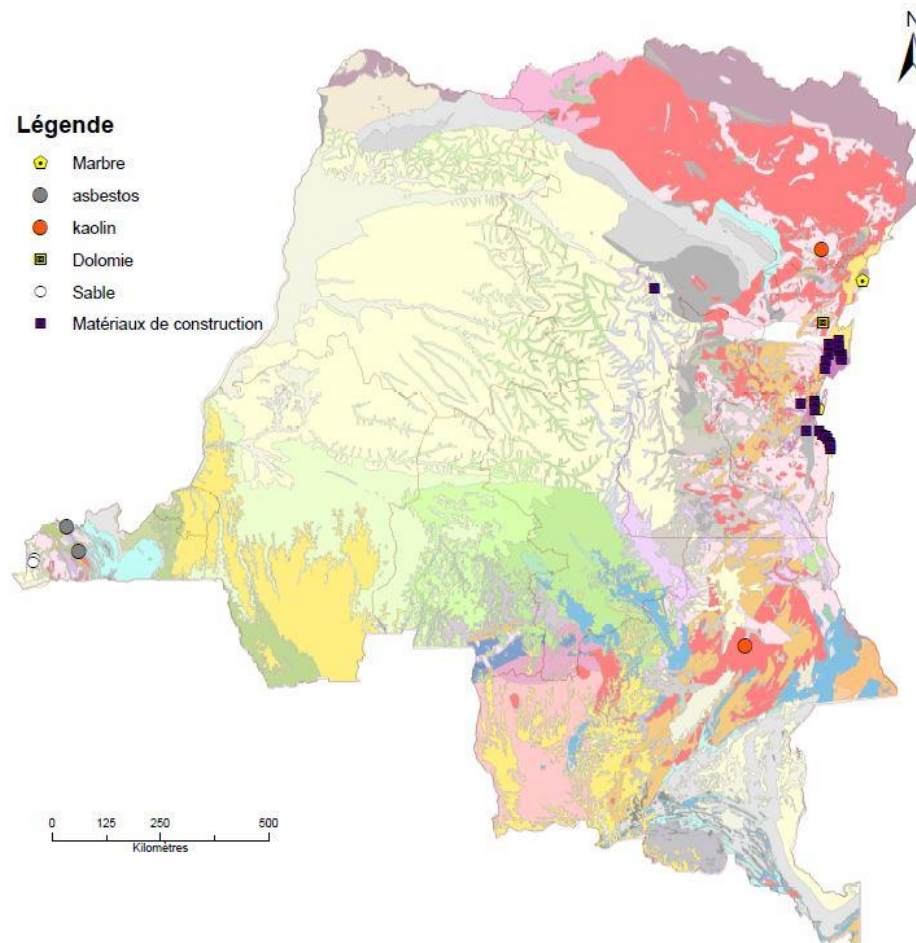 N
Légende
Marbre
asbestos
kaolin
Dolomie
Sable
Matériaux de construction
0 125 250 500
Kilomètres